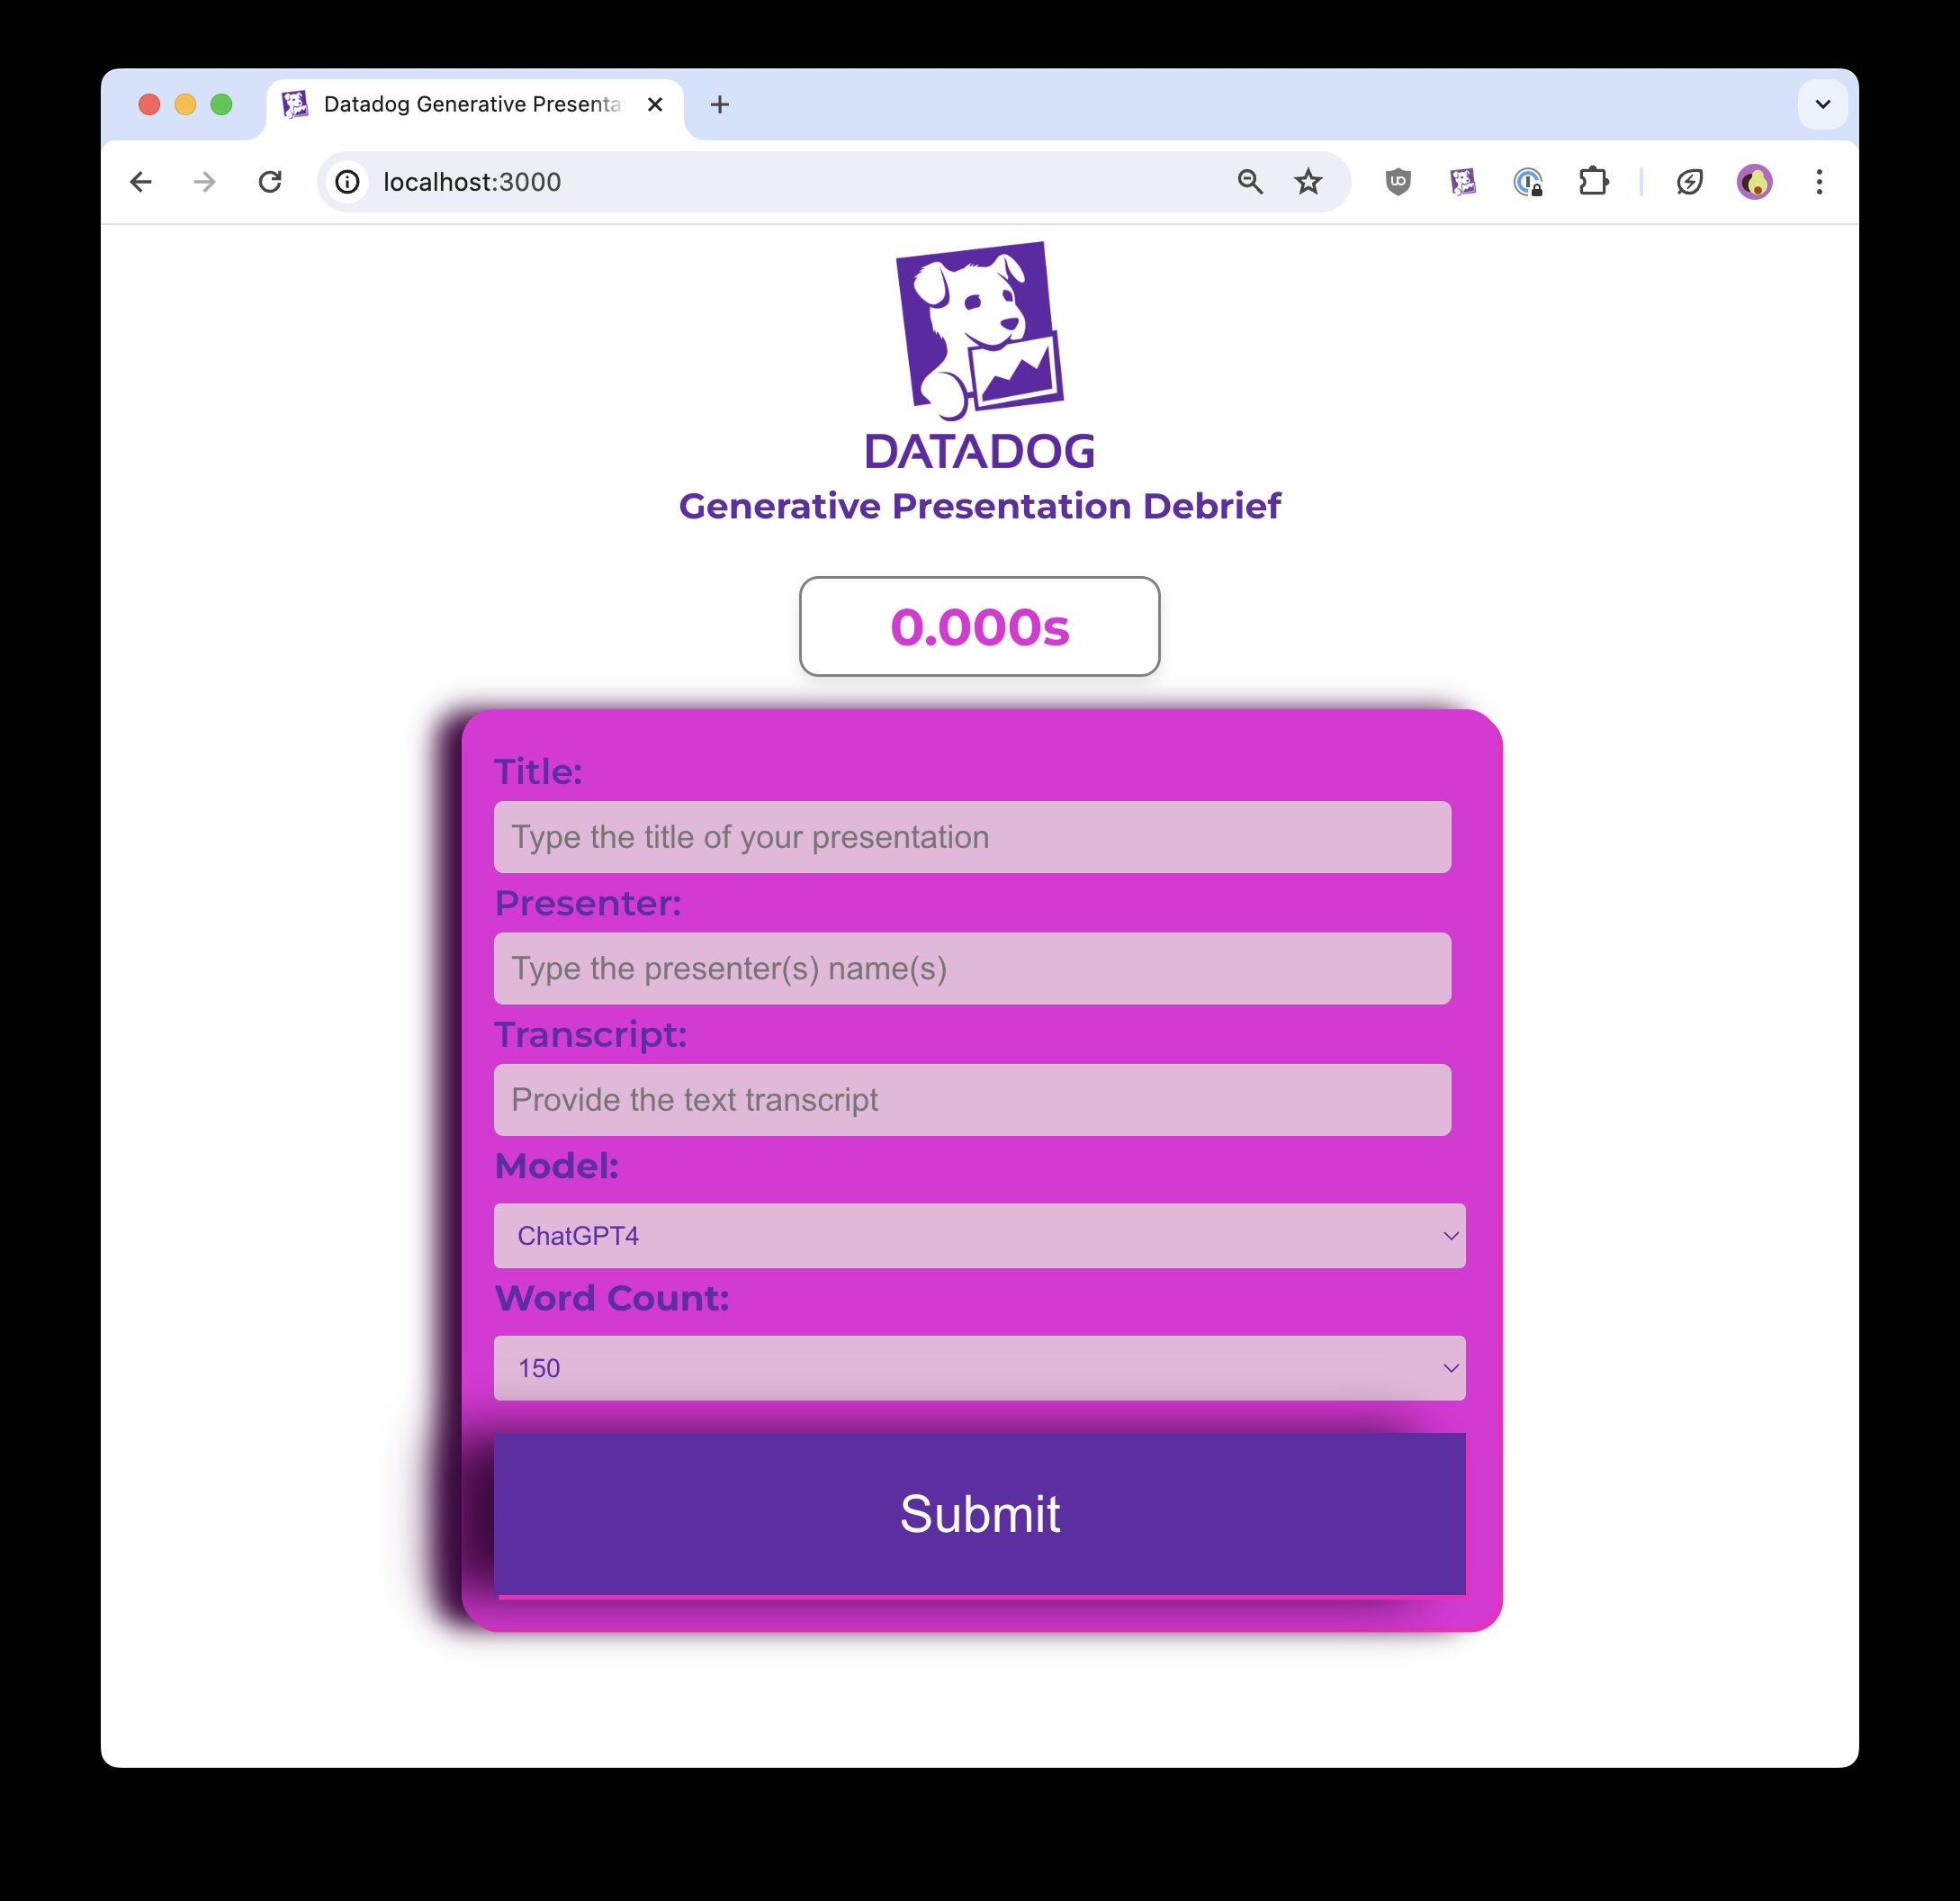 Datadog Generative Presenta
localhost:3000
DATADOG
Generative Presentation Debrief
0.000s
Title:
Type the title of your presentation
Presenter:
Type the presenter(s) name(s)
Transcript:
Provide the text transcript
Model:
ChatGPT4
Word Count:
150
Submit